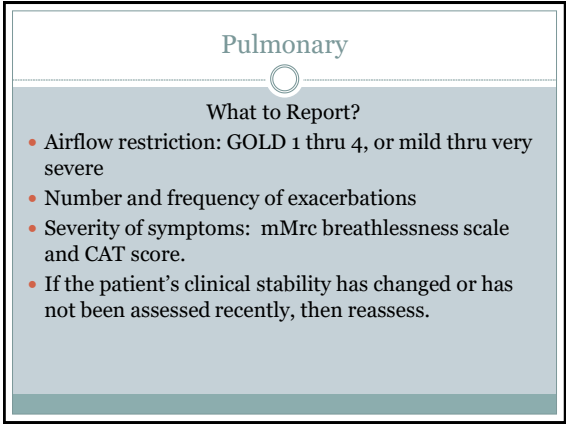 Pulmonary
What to Report?
• Airflow restriction: GOLD 1 thru 4, or mild thru very
severe
• Number and frequency of exacerbations
• Severity of symptoms:  mMrc breathlessness scale
and CAT score.
• If the patient’s clinical stability has changed or has
not been assessed recently, then reassess.